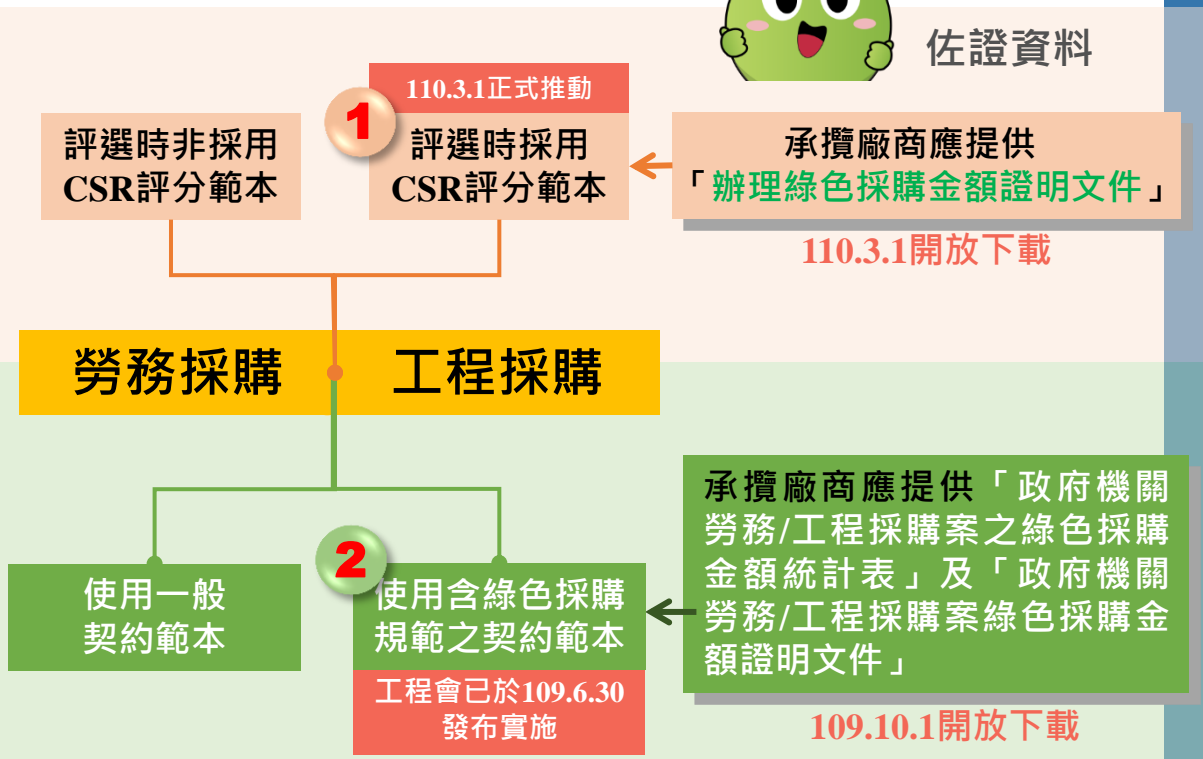 佐證資料
110.3.1正式推動
1
評選時非採用
CSR評分範本
評選時採用
CSR評分範本
承攬廠商應提供
「辦理綠色採購金額證明文件」
110.3.1開放下載
勞務採購
工程採購
2
使用一般
契約範本
使用含綠色採購
規範之契約範本
工程會已於109.6.30
發布實施
承攬廠商應提供「政府機關
勞務/工程採購案之綠色採購
金額統計表」及「政府機關
勞務/工程採購案綠色採購金
額證明文件」
109.10.1開放下載